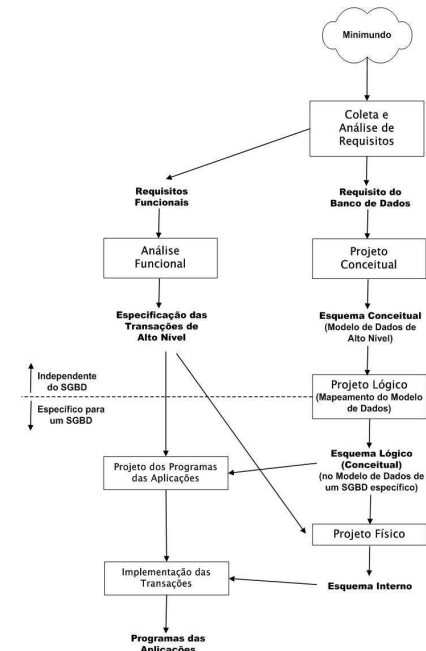 Minimundo
Coleta e
Análise de
Requisitos
Requisitos
Funcionais
Requisito do
Banco de Dados
Análise
Funcional
Projeto
Conceitual
Especificação das
Transações de
Alto Nível
Esquema Conceitual
(Modelo de Dados de
Alto Nível)
Independente
do SGBD
Específico para
um SGBD
Projeto Lógico
(Mapeamento do Modelo
de Dados)
Esquema Lógico
(Conceitual)
(no Modelo de Dados de
um SGBD específico)
Projeto dos Programas
das Aplicações
Projeto Físico
Implementação das
Transações
Esquema Interno
Programas das
Aplicações